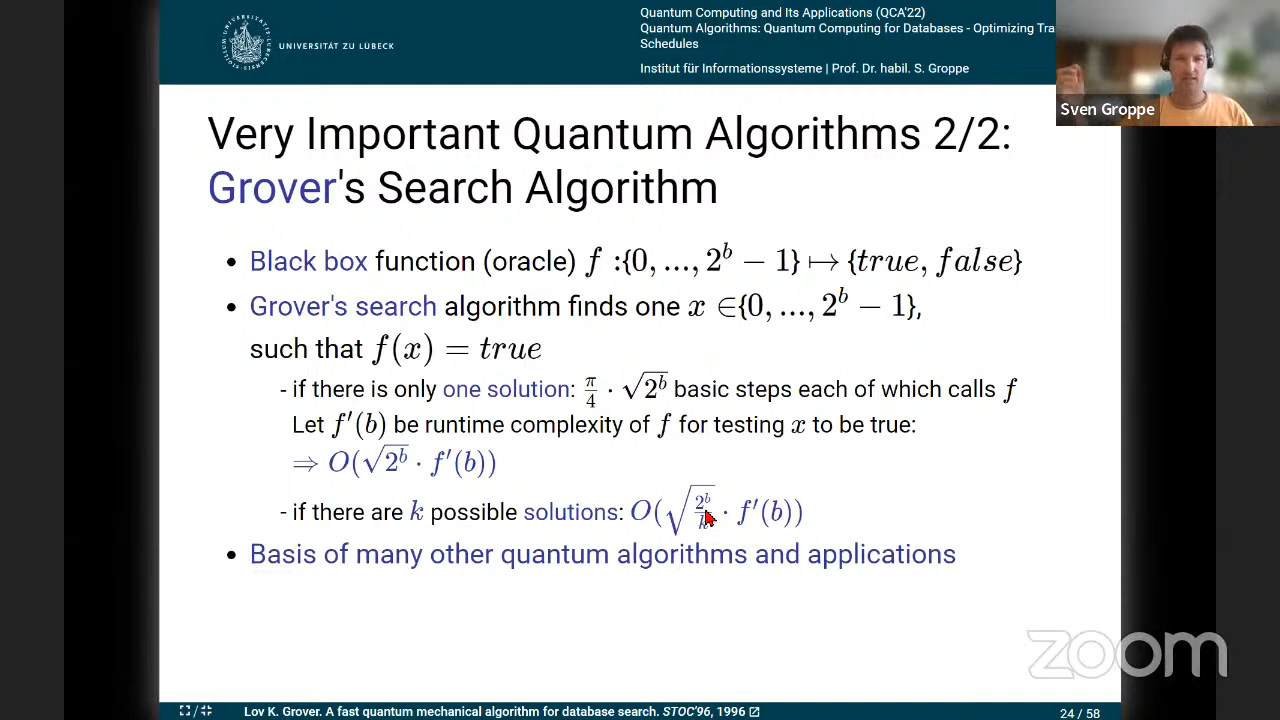 UNIVERSITÄT ZU LÜBECK
Quantum Computing and Its Applications (QCA'22)
Quantum Algorithms: Quantum Computing for Databases - Optimizing Tra
Schedules
Institut für Informationssysteme | Prof. Dr. habil. S. Groppe
Sven Groppe
Very Important Quantum Algorithms 2/2:
Grover's Search Algorithm
• Black box function (oracle) f :{0, ..., 2^b − 1} ↦ {true, false}
• Grover's search algorithm finds one x ∈{0, ..., 2^b − 1},
such that f(x) = true
- if there is only one solution: π/4 · √2^b basic steps each of which calls f
Let f′(b) be runtime complexity of f for testing x to be true:
⇒ O(√2^b · f′(b))
- if there are k possible solutions: O(√(2^b/k) · f′(b))
• Basis of many other quantum algorithms and applications
zoom
Lov K. Grover. A fast quantum mechanical algorithm for database search. STOC'96, 1996
24 / 58